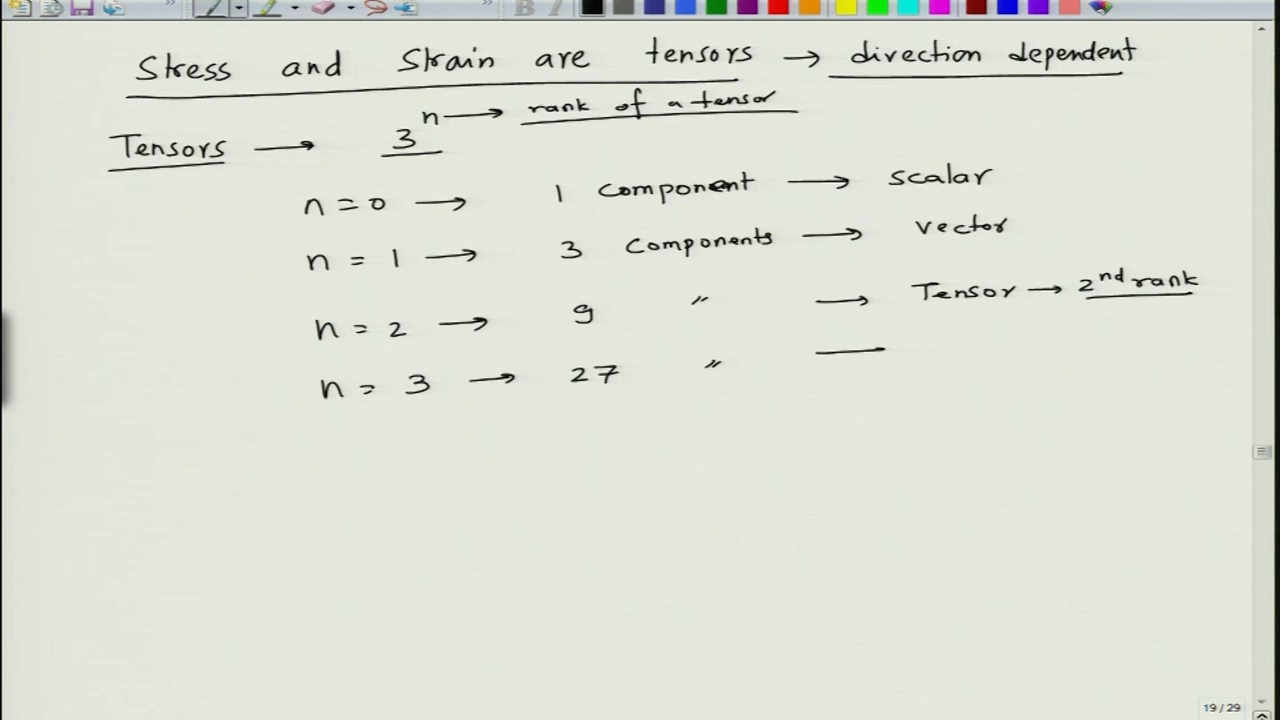 Stress and Strain are tensors → direction dependent
n → rank of a tensor
Tensors → 3
n = 0 → 1 component → scalar
n = 1 → 3 components → vector
n = 2 → 9 〃 → Tensor → 2nd rank
n = 3 → 27 〃 —
19 / 29